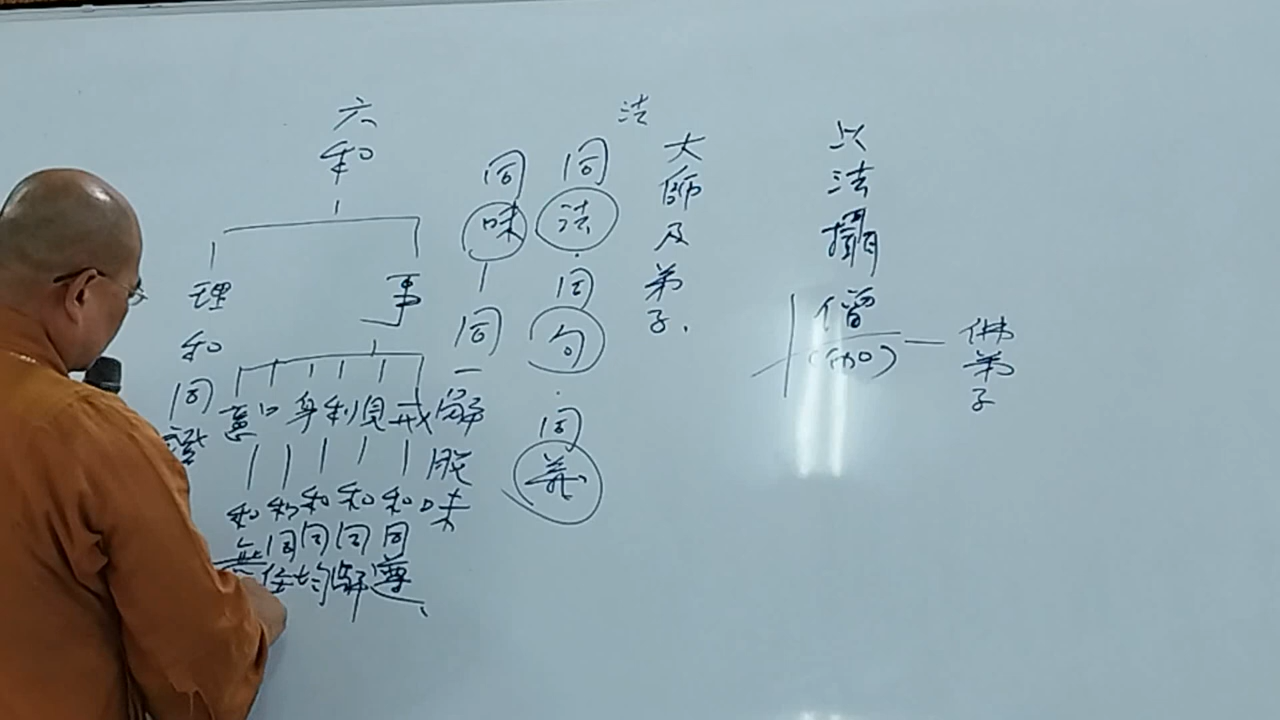 以法攝僧
(和)
佛弟子
法
大師及弟子.
同法.同句.同義
同味
同一解脫味
六和
事
戒和同遵
見和同解
利和同均
身和同住
口和
意
理和同證